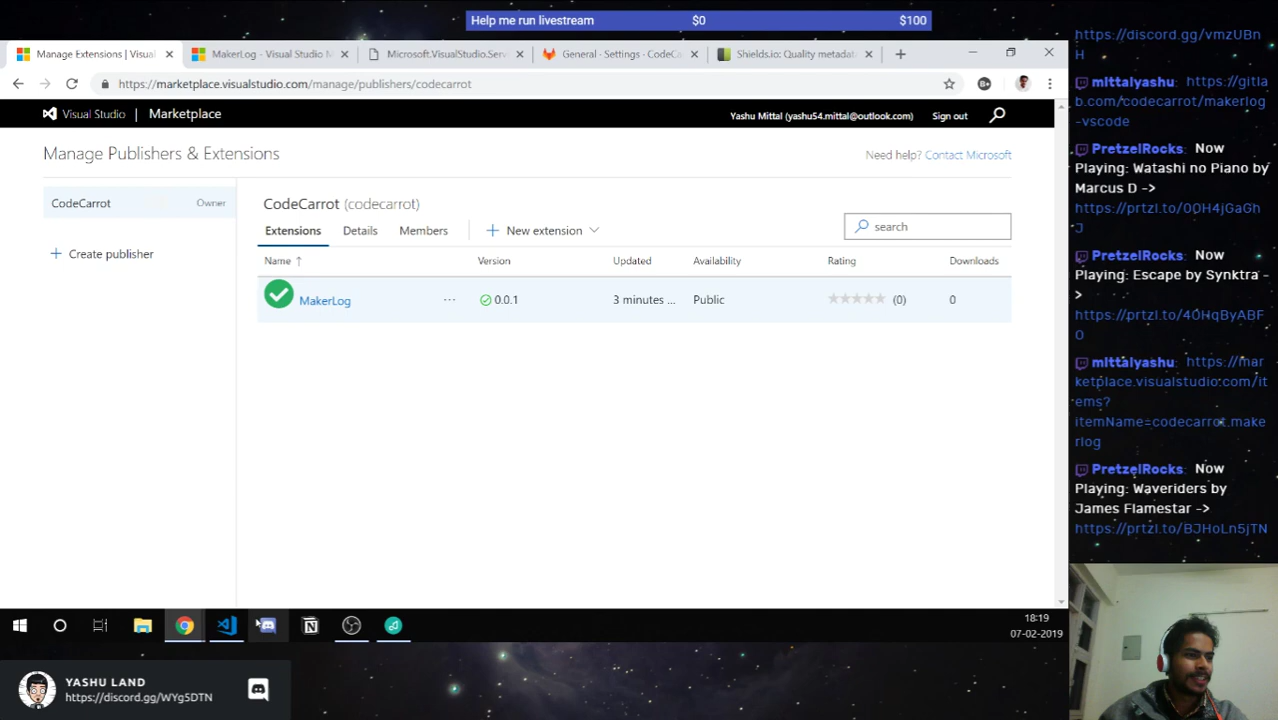 Help me run livestream $0 $100
Manage Extensions | Visual
MakerLog - Visual Studio M
Microsoft.VisualStudio.Serv
General - Settings - CodeC
Shields.io: Quality metadat
https://marketplace.visualstudio.com/manage/publishers/codecarrot
Visual Studio | Marketplace
Yashu Mittal (yashu54.mittal@outlook.com) Sign out
Manage Publishers & Extensions
Need help? Contact Microsoft
CodeCarrot Owner
Create publisher
CodeCarrot (codecarrot)
Extensions Details Members New extension
search
Name Version Updated Availability Rating Downloads
MakerLog ... 0.0.1 3 minutes ... Public (0) 0
18:19
07-02-2019
YASHU LAND
https://discord.gg/WYg5DTN
https://discord.gg/vmzUBn
H
mittalyashu: https://gitla
b.com/codecarrot/makerlog
-vscode
PretzelRocks: Now
Playing: Watashi no Piano by
Marcus D ->
https://prtzl.to/0DH4jGaGh
J
PretzelRocks: Now
Playing: Escape by Synktra -
>
https://prtzl.to/4OHqByABF
0
mittalyashu: https://mar
ketplace.visualstudio.com/it
ems?
itemName=codecarrot.make
rlog
PretzelRocks: Now
Playing: Waveriders by
James Flamestar ->
https://prtzl.to/BJHoLn5jTN